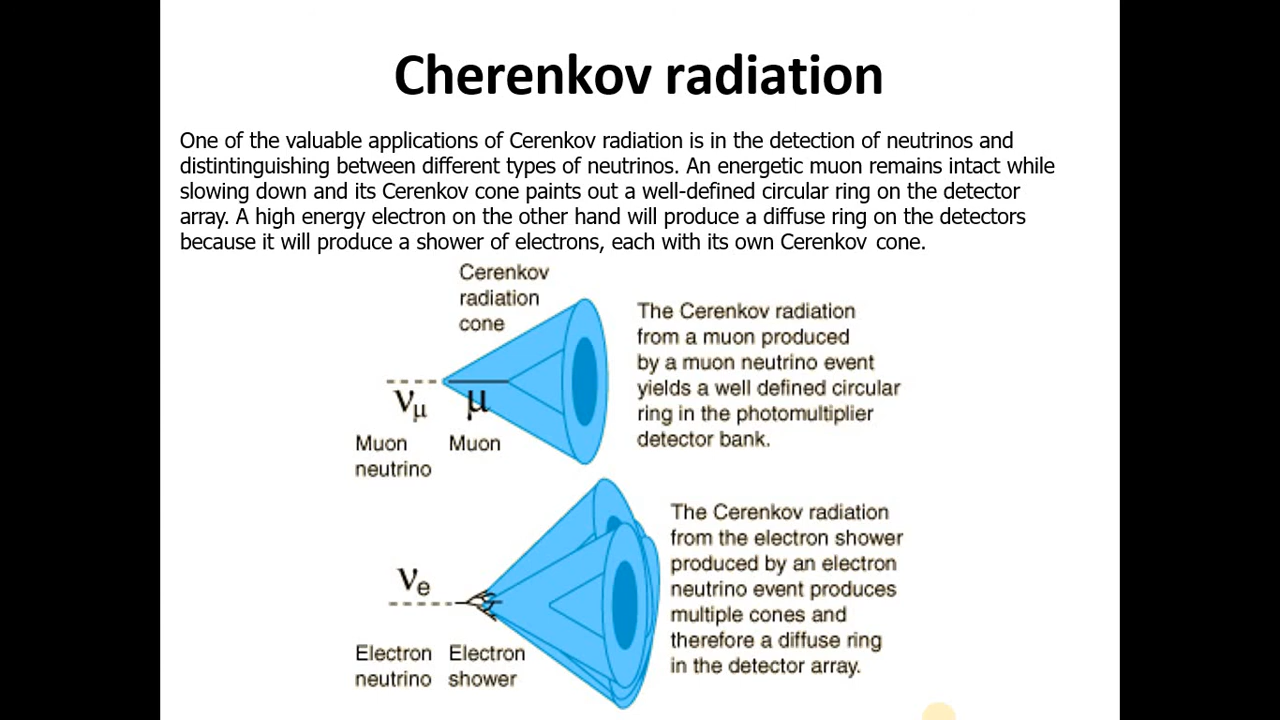 Cherenkov radiation
One of the valuable applications of Cerenkov radiation is in the detection of neutrinos and
distintinguishing between different types of neutrinos. An energetic muon remains intact while
slowing down and its Cerenkov cone paints out a well-defined circular ring on the detector
array. A high energy electron on the other hand will produce a diffuse ring on the detectors
because it will produce a shower of electrons, each with its own Cerenkov cone.
Cerenkov
radiation
cone
The Cerenkov radiation
from a muon produced
by a muon neutrino event
yields a well defined circular
ring in the photomultiplier
detector bank.
νμ μ
Muon Muon
neutrino
The Cerenkov radiation
from the electron shower
produced by an electron
neutrino event produces
multiple cones and
therefore a diffuse ring
in the detector array.
νe
Electron Electron
neutrino shower